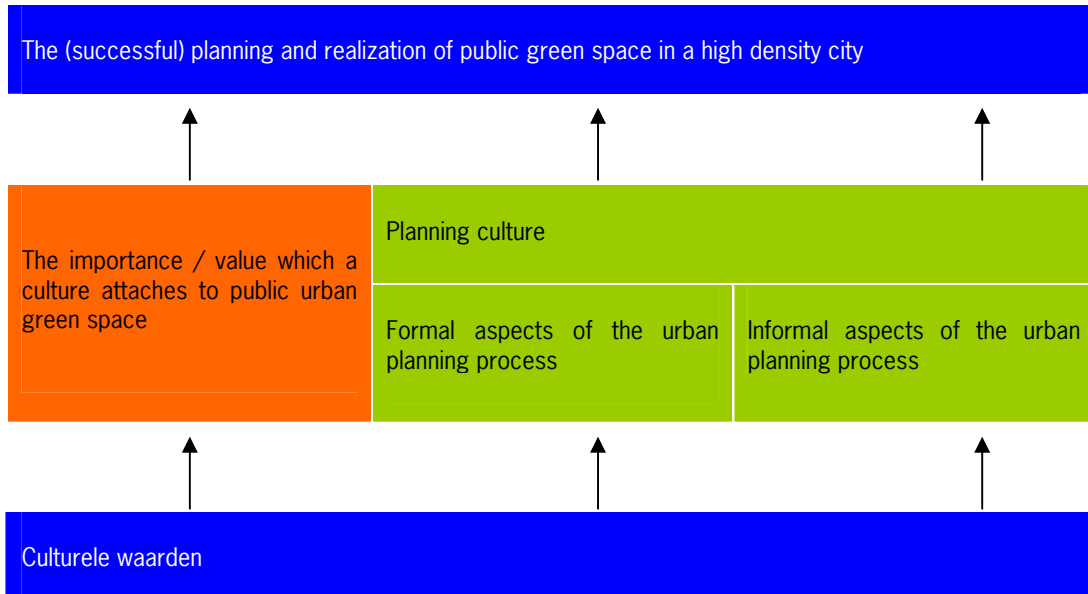 The (successful) planning and realization of public green space in a high density city
The importance / value which a
culture attaches to public urban
green space
Planning culture
Formal aspects of the urban
planning process
Informal aspects of the urban
planning process
Culturele waarden